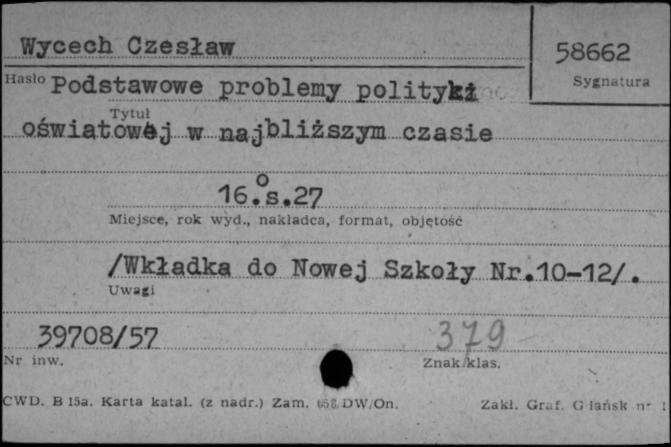 Wycech Czesław
58662
Hasło Podstawowe problemy polityki
Sygnatura
Tytuł
oświatowej w najbliższym czasie
16.° s.27
Miejsce, rok wyd., nakładca, format, objętość
/Wkładka do Nowej Szkoły Nr.10-12/.
Uwagi
39708/57
379
Nr inw.
Znak klas.
CWD. B 15a. Karta katal. (z nadr.) Zam. DW/On.
Zakł. Graf. Gdańsk nr 1